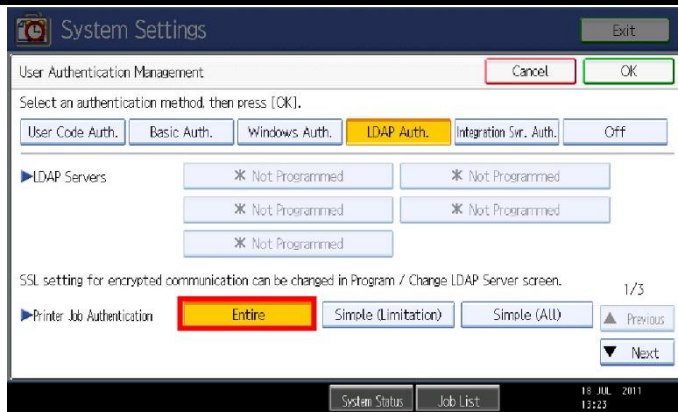 System Settings Exit
User Authentication Management Cancel OK
Select an authentication method, then press [OK].
User Code Auth. Basic Auth. Windows Auth. LDAP Auth. Integration Svr. Auth. Off
▶LDAP Servers ✱ Not Programmed ✱ Not Programmed
✱ Not Programmed ✱ Not Programmed
✱ Not Programmed
SSL setting for encrypted communication can be changed in Program / Change LDAP Server screen.
1/3
▶Printer Job Authentication Entire Simple (Limitation) Simple (All) ▲ Previous
▼ Next
System Status Job List 18 JUL 2011
13:23